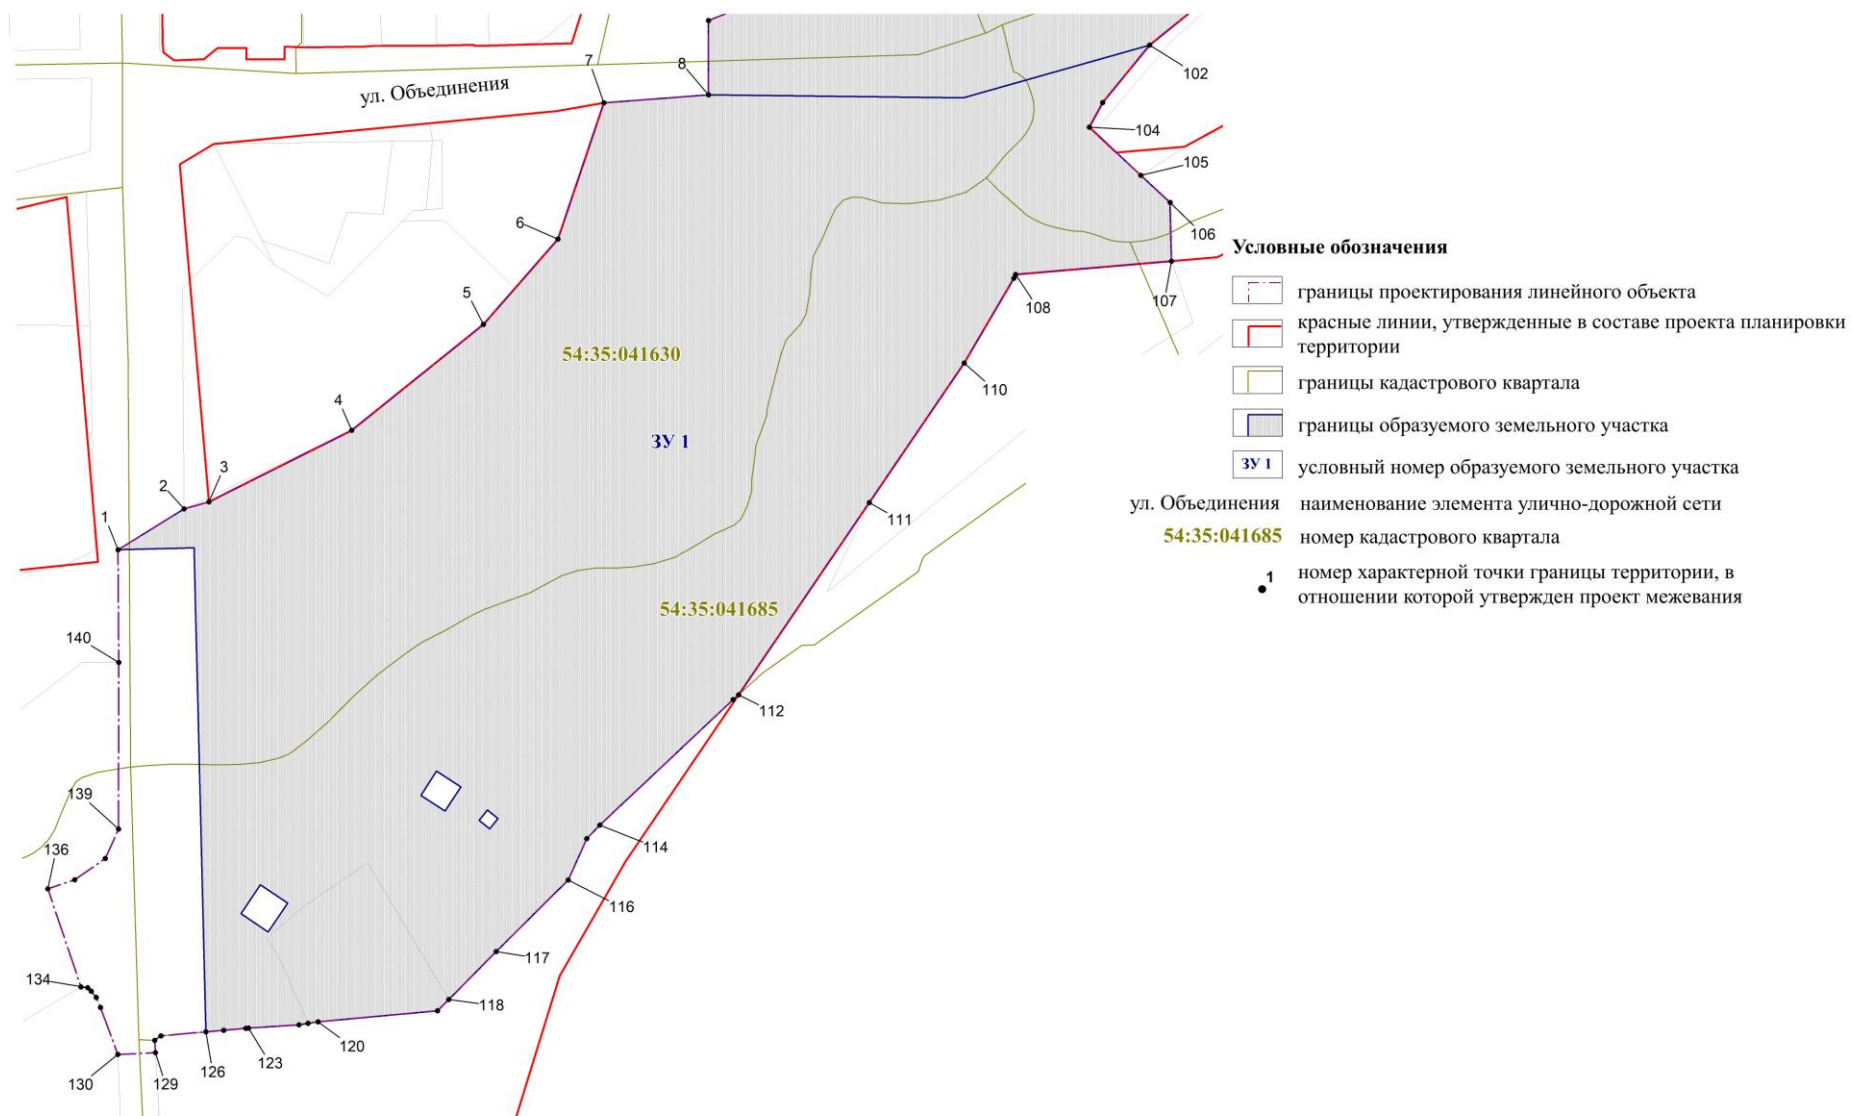 7
8
102
ул. Объединения
104
105
6
106
Условные обозначения
5
108
107
границы проектирования линейного объекта
красные линии, утвержденные в составе проекта планировки
территории
54:35:041630
границы кадастрового квартала
110
4
границы образуемого земельного участка
ЗУ 1
ЗУ 1 условный номер образуемого земельного участка
3
2
ул. Объединения наименование элемента улично-дорожной сети
1
111
54:35:041685 номер кадастрового квартала
1 номер характерной точки границы территории, в
отношении которой утвержден проект межевания
54:35:041685
140
112
139
136
114
116
117
134
118
120
123
126
130
129